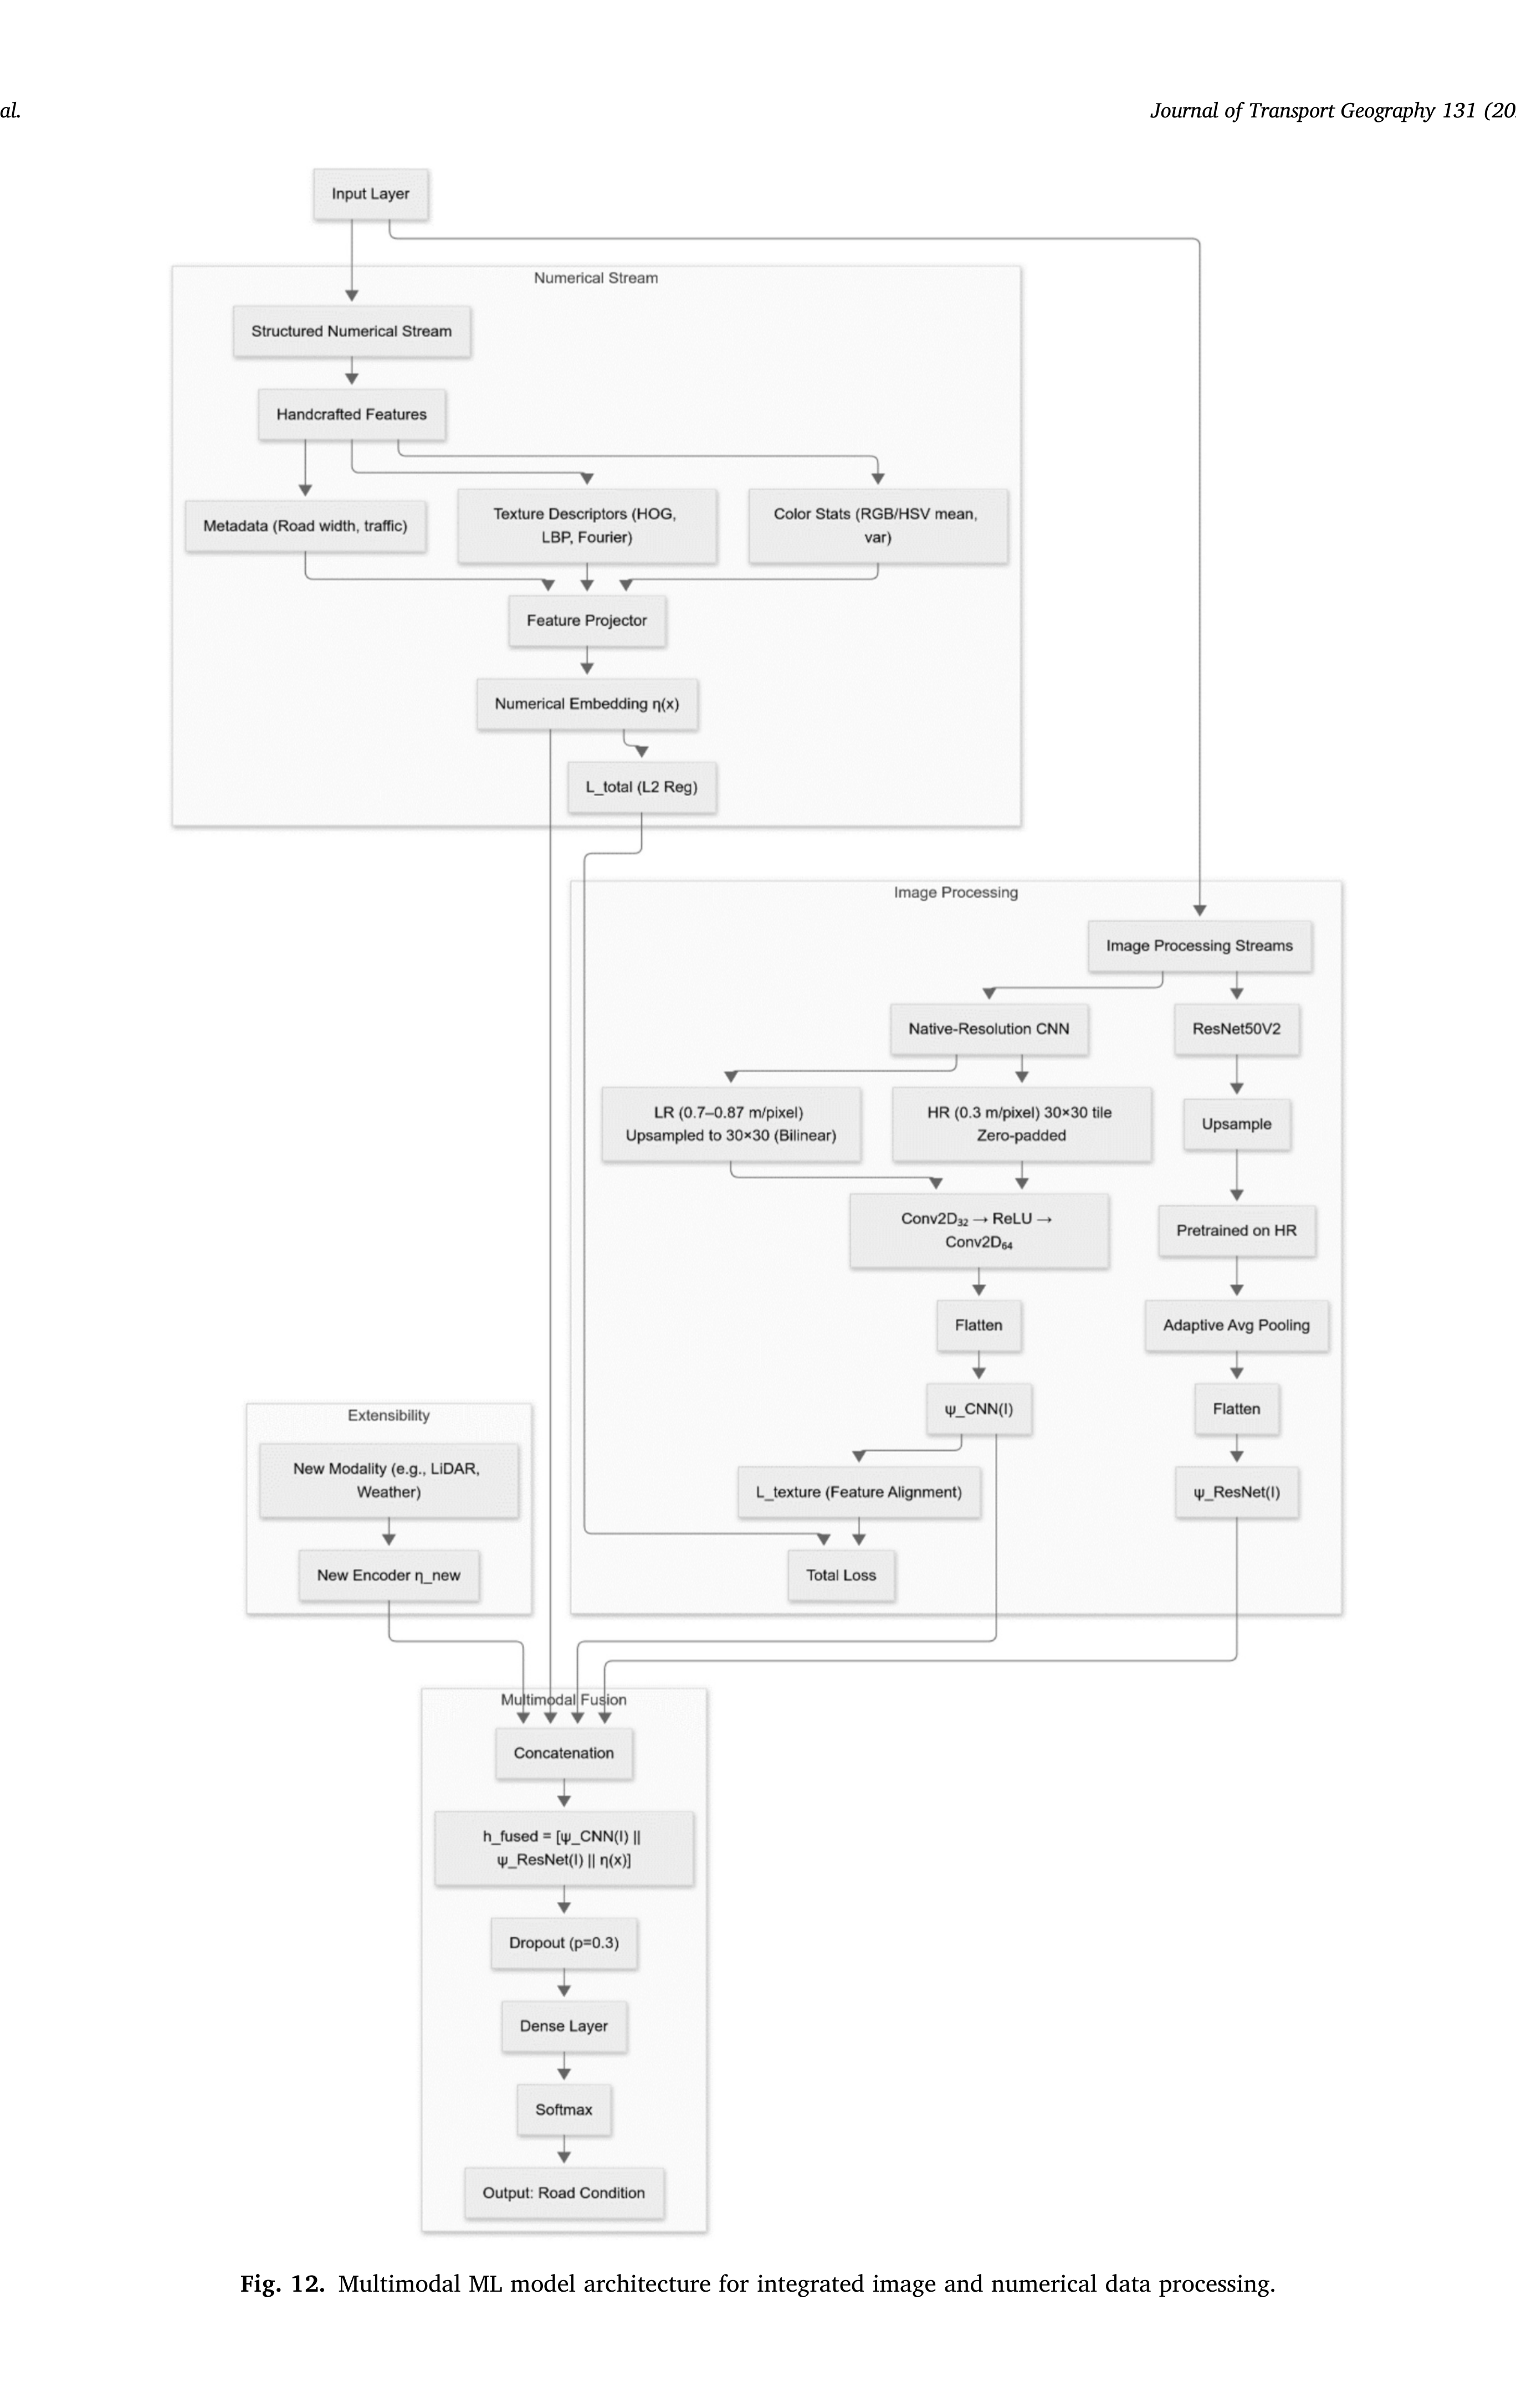 al.
Journal of Transport Geography 131 (20
Input Layer
Numerical Stream
Structured Numerical Stream
Handcrafted Features
Metadata (Road width, traffic)
Texture Descriptors (HOG,
LBP, Fourier)
Color Stats (RGB/HSV mean,
var)
Feature Projector
Numerical Embedding η(x)
L_total (L2 Reg)
Image Processing
Image Processing Streams
Native-Resolution CNN
ResNet50V2
LR (0.7–0.87 m/pixel)
Upsampled to 30×30 (Bilinear)
HR (0.3 m/pixel) 30×30 tile
Zero-padded
Upsample
Conv2D₃₂ → ReLU →
Conv2D₆₄
Pretrained on HR
Flatten
Adaptive Avg Pooling
ψ_CNN(I)
Flatten
L_texture (Feature Alignment)
ψ_ResNet(I)
Total Loss
Extensibility
New Modality (e.g., LiDAR,
Weather)
New Encoder η_new
Multimodal Fusion
Concatenation
h_fused = [ψ_CNN(I) ||
ψ_ResNet(I) || η(x)]
Dropout (p=0.3)
Dense Layer
Softmax
Output: Road Condition
Fig. 12. Multimodal ML model architecture for integrated image and numerical data processing.